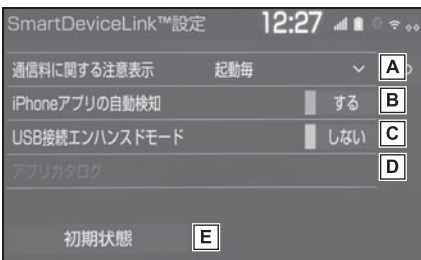 SmartDeviceLink™設定 12:27
通信料に関する注意表示 起動毎 A
iPhoneアプリの自動検知 する B
USB接続エンハンスドモード しない C
アプリカタログ D
初期状態 E